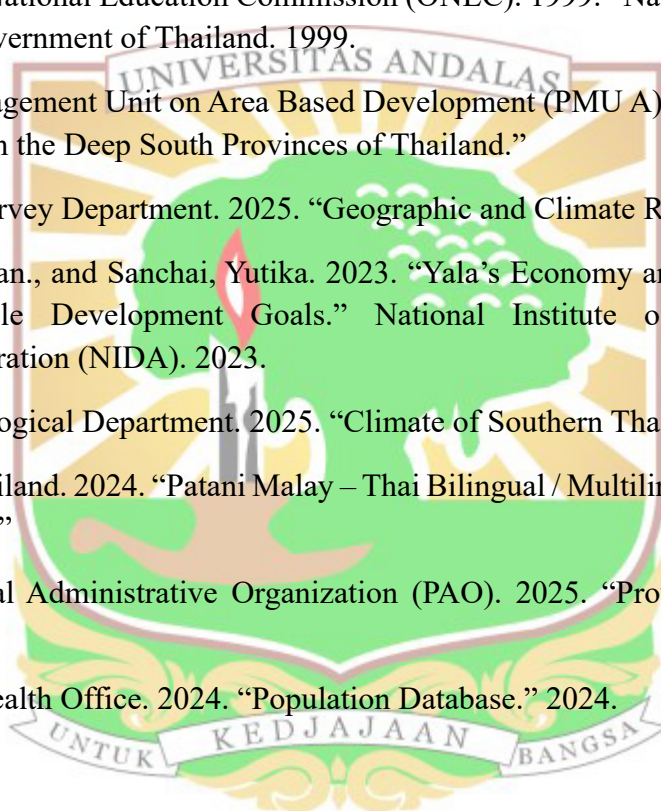 National Education Commission (ONEC). 1999. “Na
vernment of Thailand. 1999.
UNIVERSITAS ANDALAS
agement Unit on Area Based Development (PMU A)
n the Deep South Provinces of Thailand.”
rvey Department. 2025. “Geographic and Climate R
an., and Sanchai, Yutika. 2023. “Yala’s Economy a
le Development Goals.” National Institute o
ration (NIDA). 2023.
ogical Department. 2025. “Climate of Southern Tha
iland. 2024. “Patani Malay – Thai Bilingual / Multilin
”
al Administrative Organization (PAO). 2025. “Pro
ealth Office. 2024. “Population Database.” 2024.
UNTUK KEDJAJAAN BANGSA